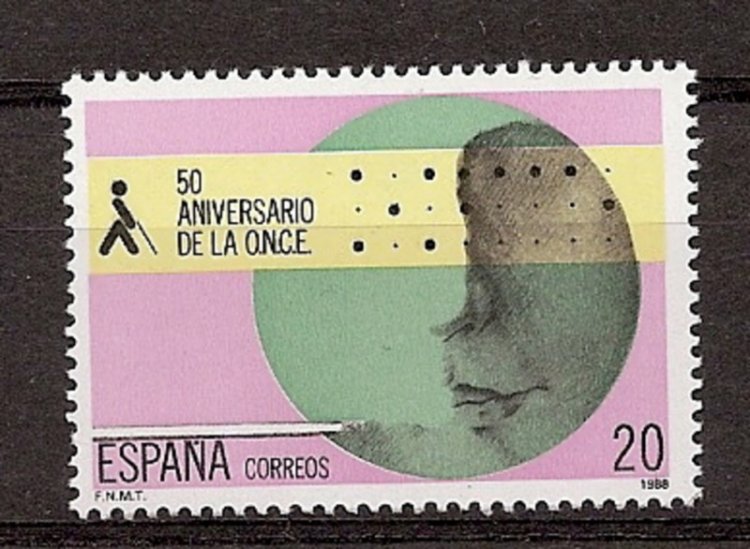 50
ANIVERSARIO
DE LA O.N.C.E.
ESPAÑA CORREOS
20
F.N.M.T.
1988